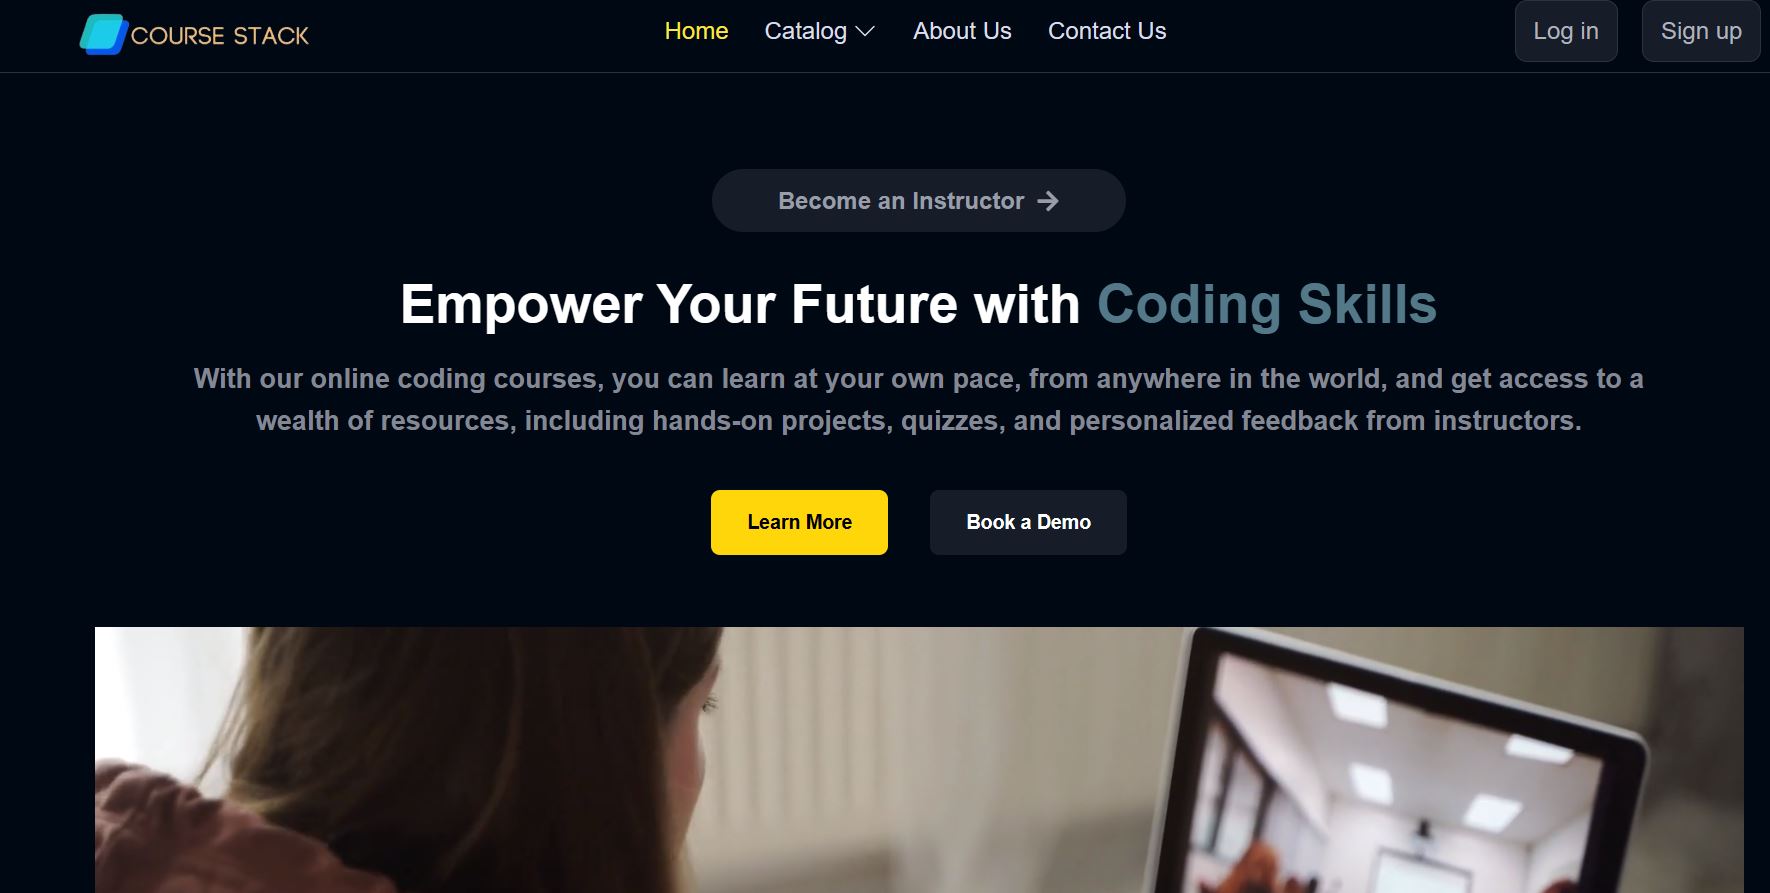 COURSE STACK
Home
Catalog
About Us
Contact Us
Log in
Sign up
Become an Instructor
Empower Your Future with Coding Skills
With our online coding courses, you can learn at your own pace, from anywhere in the world, and get access to a
wealth of resources, including hands-on projects, quizzes, and personalized feedback from instructors.
Learn More
Book a Demo